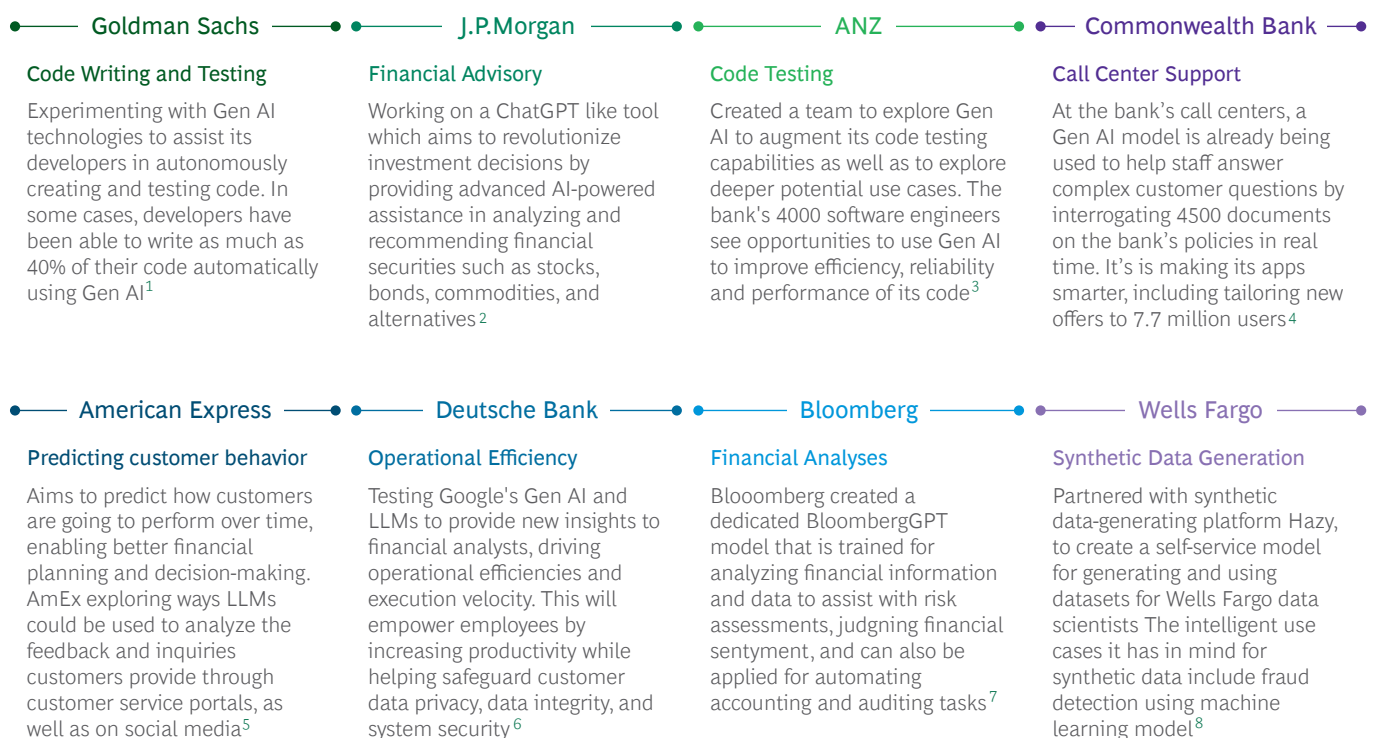 Goldman Sachs
Code Writing and Testing
Experimenting with Gen AI
technologies to assist its
developers in autonomously
creating and testing code. In
some cases, developers have
been able to write as much as
40% of their code automatically
using Gen AI1
J.P.Morgan
Financial Advisory
Working on a ChatGPT like tool
which aims to revolutionize
investment decisions by
providing advanced AI-powered
assistance in analyzing and
recommending financial
securities such as stocks,
bonds, commodities, and
alternatives 2
ANZ
Code Testing
Created a team to explore Gen
AI to augment its code testing
capabilities as well as to explore
deeper potential use cases. The
bank's 4000 software engineers
see opportunities to use Gen AI
to improve efficiency, reliability
and performance of its code3
Commonwealth Bank
Call Center Support
At the bank’s call centers, a
Gen AI model is already being
used to help staff answer
complex customer questions by
interrogating 4500 documents
on the bank’s policies in real
time. It’s is making its apps
smarter, including tailoring new
offers to 7.7 million users4
American Express
Predicting customer behavior
Aims to predict how customers
are going to perform over time,
enabling better financial
planning and decision-making.
AmEx exploring ways LLMs
could be used to analyze the
feedback and inquiries
customers provide through
customer service portals, as
well as on social media5
Deutsche Bank
Operational Efficiency
Testing Google's Gen AI and
LLMs to provide new insights to
financial analysts, driving
operational efficiencies and
execution velocity. This will
empower employees by
increasing productivity while
helping safeguard customer
data privacy, data integrity, and
system security 6
Bloomberg
Financial Analyses
Blooomberg created a
dedicated BloombergGPT
model that is trained for
analyzing financial information
and data to assist with risk
assessments, judgning financial
sentyment, and can also be
applied for automating
accounting and auditing tasks 7
Wells Fargo
Synthetic Data Generation
Partnered with synthetic
data-generating platform Hazy,
to create a self-service model
for generating and using
datasets for Wells Fargo data
scientists The intelligent use
cases it has in mind for
synthetic data include fraud
detection using machine
learning model8